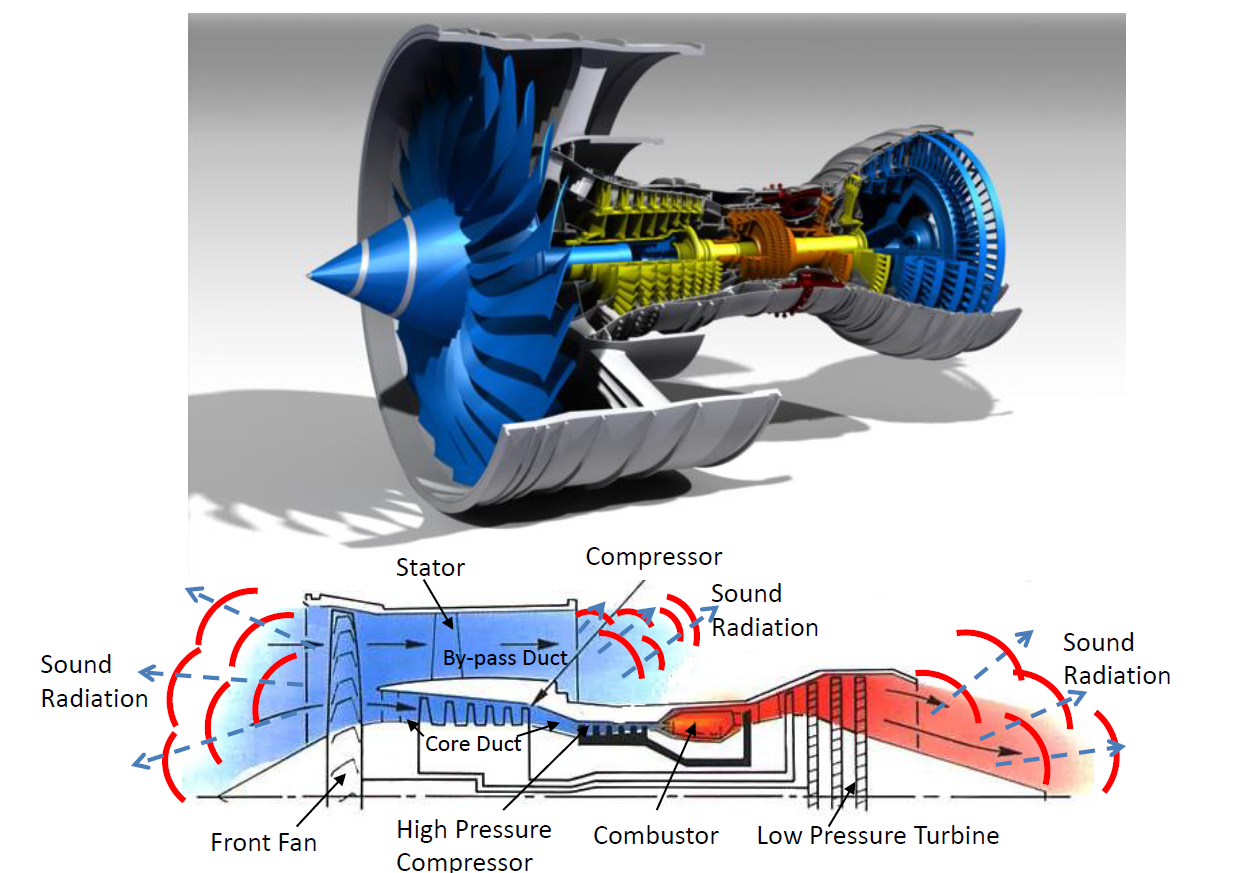 Compressor
Stator
Sound
Radiation
Sound
Radiation
By-pass Duct
Sound
Radiation
Core Duct
Front Fan
High Pressure
Compressor
Combustor
Low Pressure Turbine